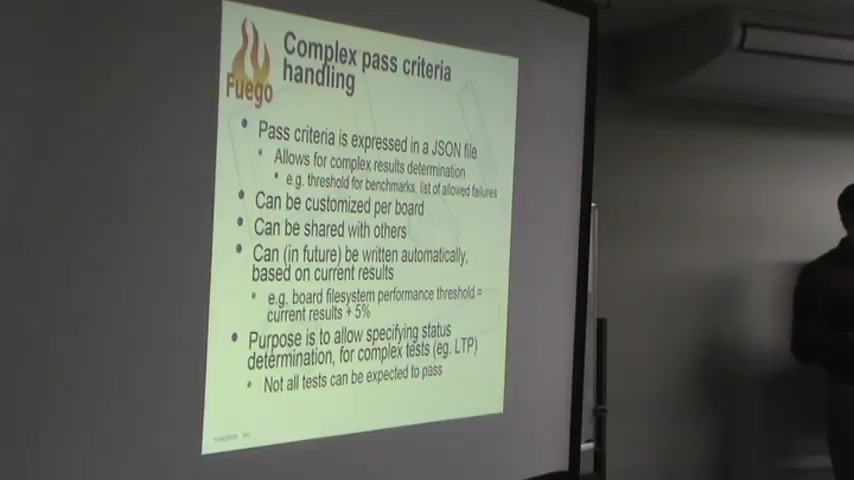 Complex pass criteria
handling
Fuego
• Pass criteria is expressed in a JSON file
• Allows for complex results determination
• e.g. threshold for benchmarks, list of allowed failures
• Can be customized per board
• Can be shared with others
• Can (in future) be written automatically,
based on current results
• e.g. board filesystem performance threshold =
current results + 5%
• Purpose is to allow specifying status
determination, for complex tests (eg. LTP)
• Not all tests can be expected to pass